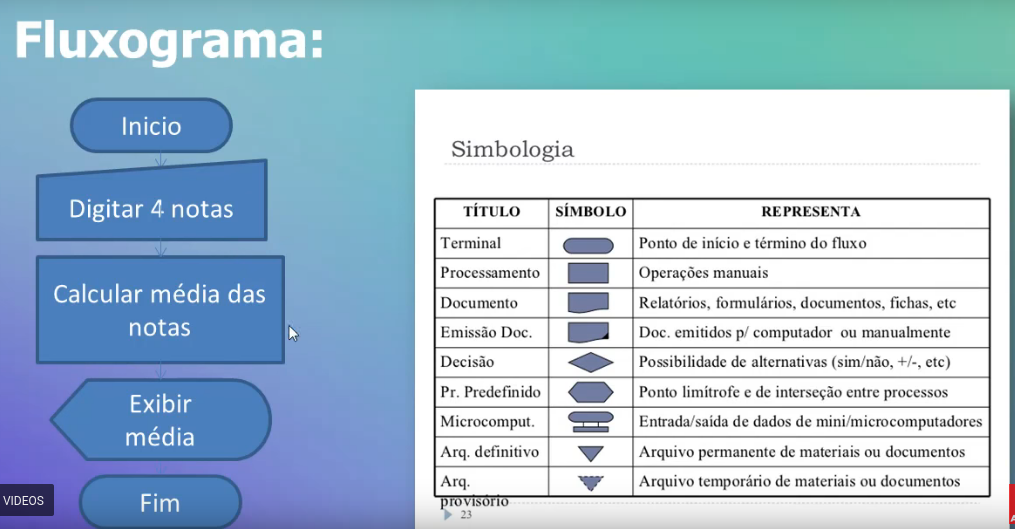 Fluxograma:
Inicio
Digitar 4 notas
Calcular média das
notas
Exibir
média
Fim
VIDEOS
Simbologia
TÍTULO SÍMBOLO REPRESENTA
Terminal Ponto de início e término do fluxo
Processamento Operações manuais
Documento Relatórios, formulários, documentos, fichas, etc
Emissão Doc. Doc. emitidos p/ computador ou manualmente
Decisão Possibilidade de alternativas (sim/não, +/-, etc)
Pr. Predefinido Ponto limítrofe e de interseção entre processos
Microcomput. Entrada/saída de dados de mini/microcomputadores
Arq. definitivo Arquivo permanente de materiais ou documentos
Arq. Arquivo temporário de materiais ou documentos
provisório
23